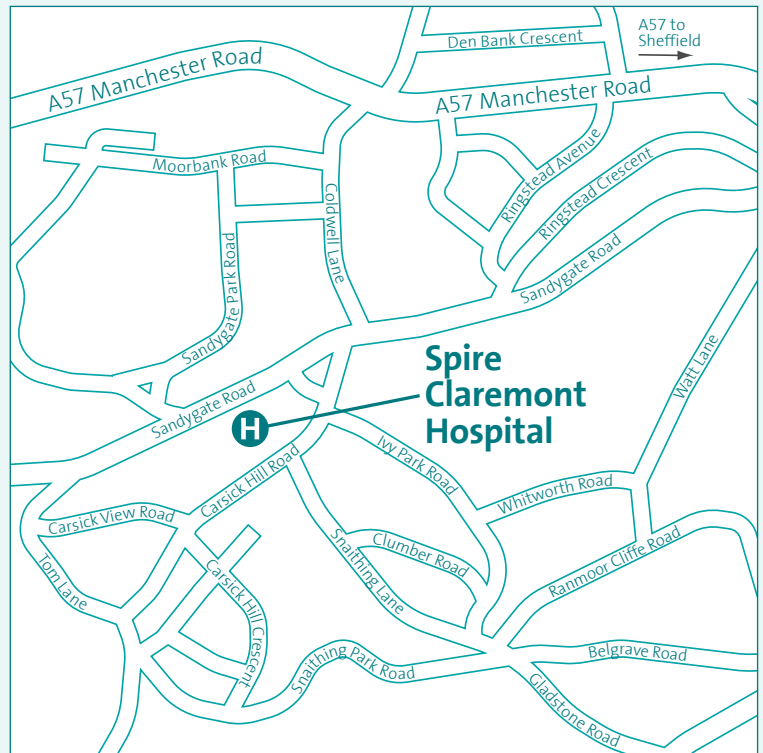 Den Bank Crescent
A57 to
Sheffield
A57 Manchester Road
A57 Manchester Road
Moorbank Road
Ringstead Avenue
Ringstead Crescent
Coldwell Lane
Sandygate Park Road
Sandygate Park Road
Sandygate Road
Spire
Claremont
Hospital
Watt Lane
Sandygate Road
H
Ivy Park Road
Carsick Hill Road
Whitworth Road
Carsick View Road
Snaithing Lane
Clumber Road
Ranmoor Cliffe Road
Tom Lane
Carsick Hill Crescent
Snaithing Park Road
Belgrave Road
Gladstone Road